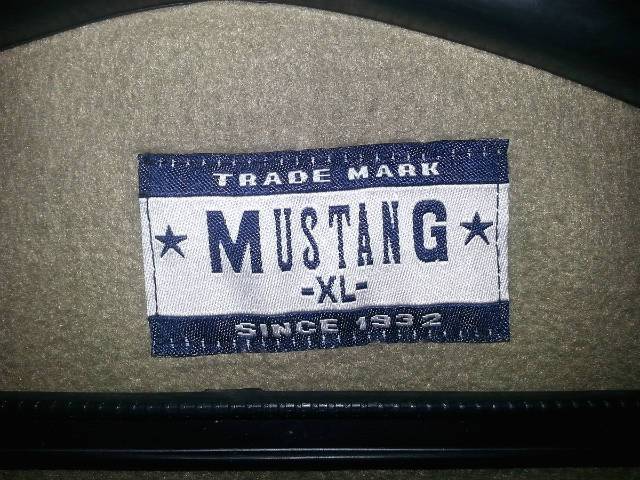 TRADE MARK
MUSTANG
-XL-
SINCE 1932